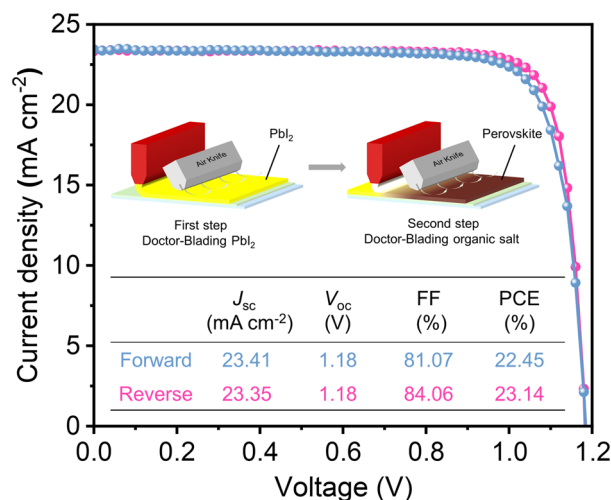 25
20
15
10
5
0
Current density (mA cm⁻²)
PbI₂
Air Knife
First step
Doctor-Blading PbI₂
Perovskite
Air Knife
Second step
Doctor-Blading organic salt
Jsc (mA cm⁻²) Voc (V) FF (%) PCE (%)
Forward 23.41 1.18 81.07 22.45
Reverse 23.35 1.18 84.06 23.14
0.0 0.2 0.4 0.6 0.8 1.0 1.2
Voltage (V)